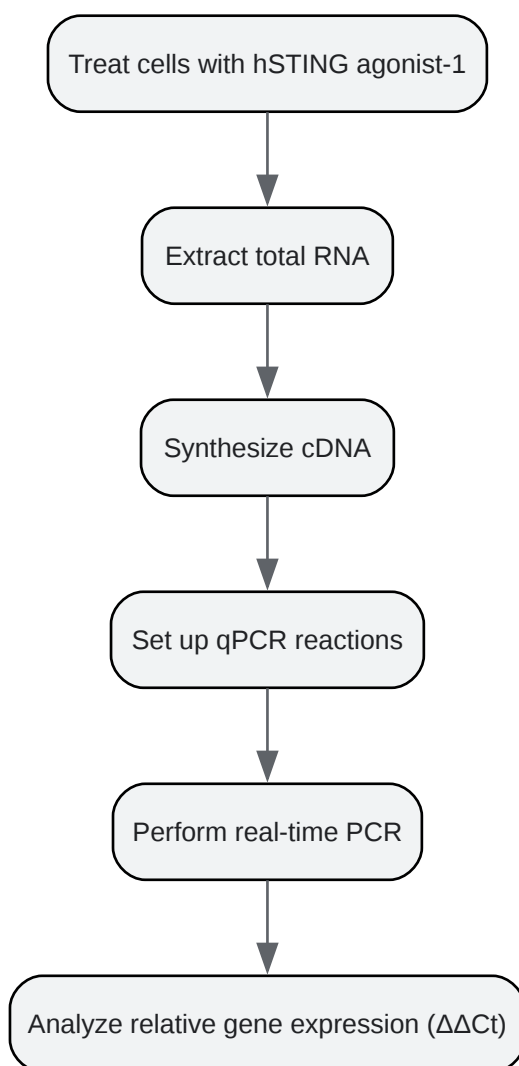 Treat cells with hSTING agonist-1
Extract total RNA
Synthesize cDNA
Set up qPCR reactions
Perform real-time PCR
Analyze relative gene expression (ΔΔCt)